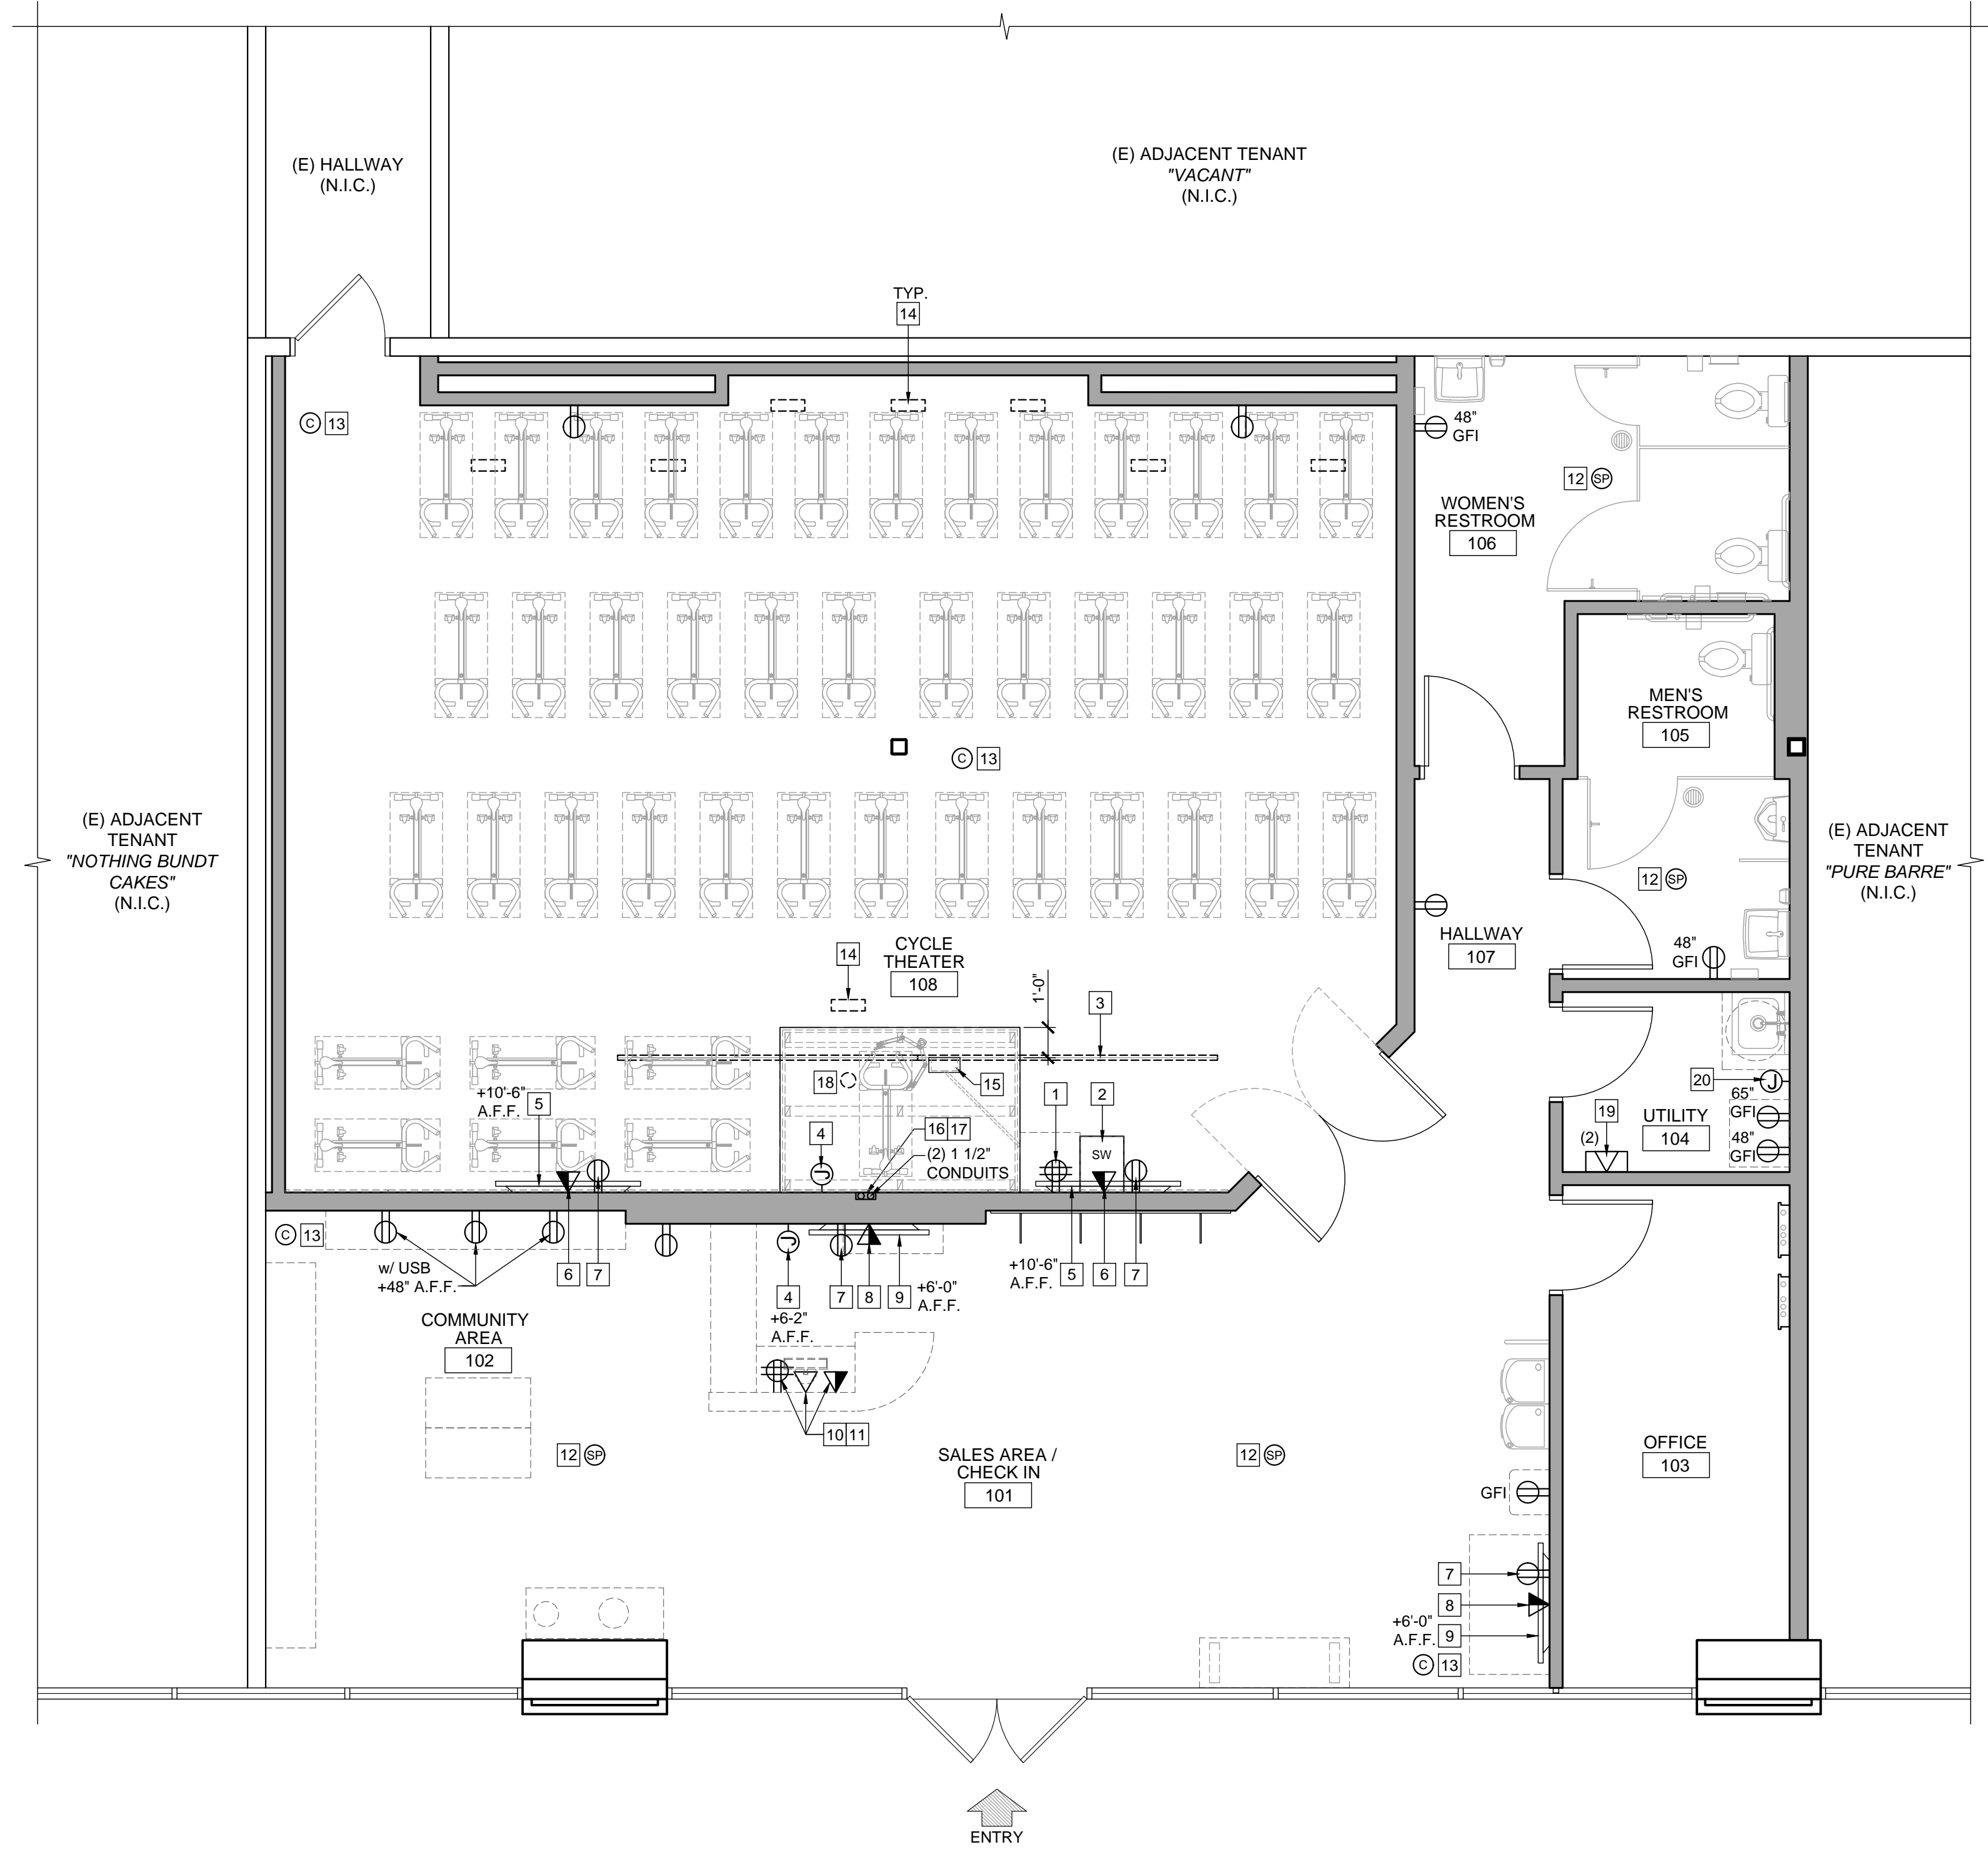 (E) HALLWAY
(N.I.C.)
(E) ADJACENT TENANT
"VACANT"
(N.I.C.)
TYP.
14
C 13
48"
GFI
12 SP
WOMEN'S
RESTROOM
106
MEN'S
RESTROOM
105
C 13
(E) ADJACENT
TENANT
"NOTHING BUNDT
CAKES"
(N.I.C.)
(E) ADJACENT
TENANT
"PURE BARRE"
(N.I.C.)
12 SP
HALLWAY
107
48"
GFI
CYCLE
THEATER
108
14
1'-0"
3
18
15
20
J
65"
GFI
48"
GFI
UTILITY
104
19
(2)
+10'-6"
A.F.F.
5
4
J
16 17
(2) 1 1/2"
CONDUITS
1
2
SW
C 13
w/ USB
+48" A.F.F.
6
7
J
4
+6-2"
A.F.F.
7
8
9
+6'-0"
A.F.F.
+10'-6"
A.F.F.
5
6
7
COMMUNITY
AREA
102
10 11
12 SP
SALES AREA /
CHECK IN
101
12 SP
OFFICE
103
GFI
7
8
+6'-0"
A.F.F.
9
C 13
ENTRY